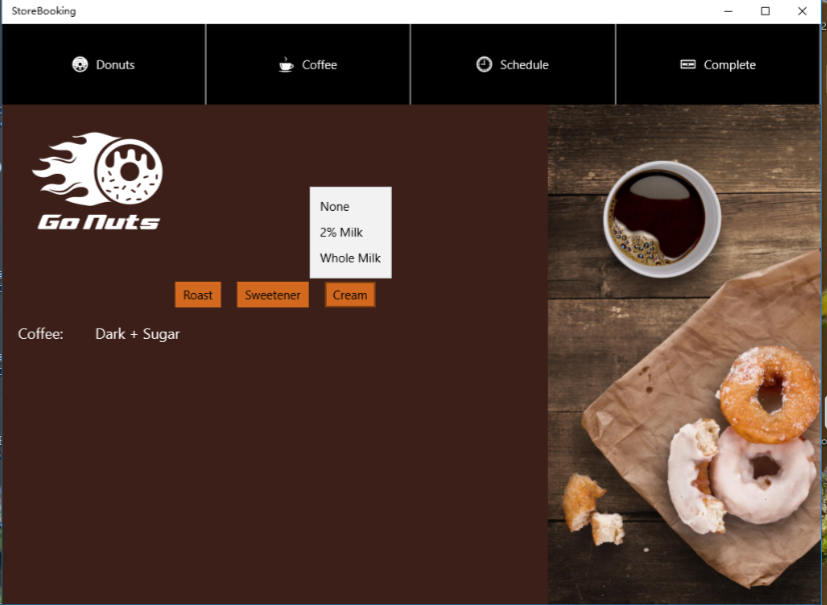 StoreBooking
Donuts
Coffee
Schedule
Complete
Go Nuts
None
2% Milk
Whole Milk
Roast
Sweetener
Cream
Coffee: Dark + Sugar